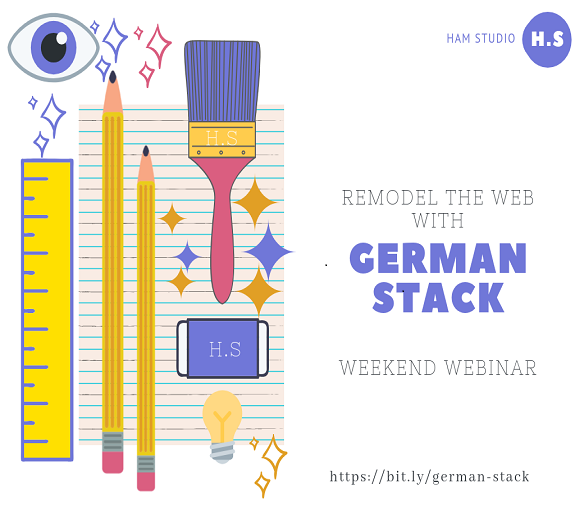 HAM STUDIO
H.S
H.S
REMODEL THE WEB
WITH
GERMAN
STACK
H.S
WEEKEND WEBINAR
https://bit.ly/german-stack